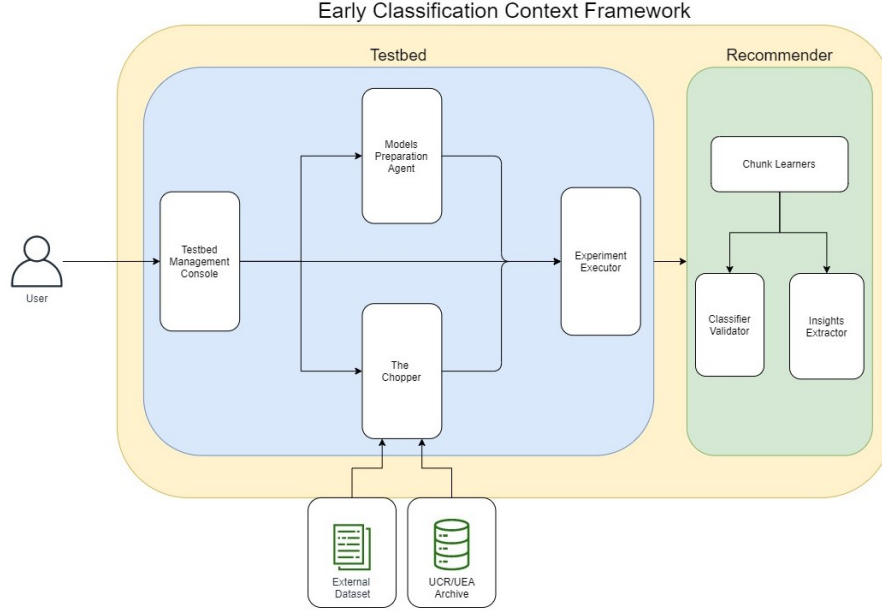 Early Classification Context Framework
Testbed
Recommender
Models
Preparation
Agent
Chunk Learners
Testbed
Management
Console
Experiment
Executor
User
Classifier
Validator
Insights
Extractor
The
Chopper
External
Dataset
UCR/UEA
Archive